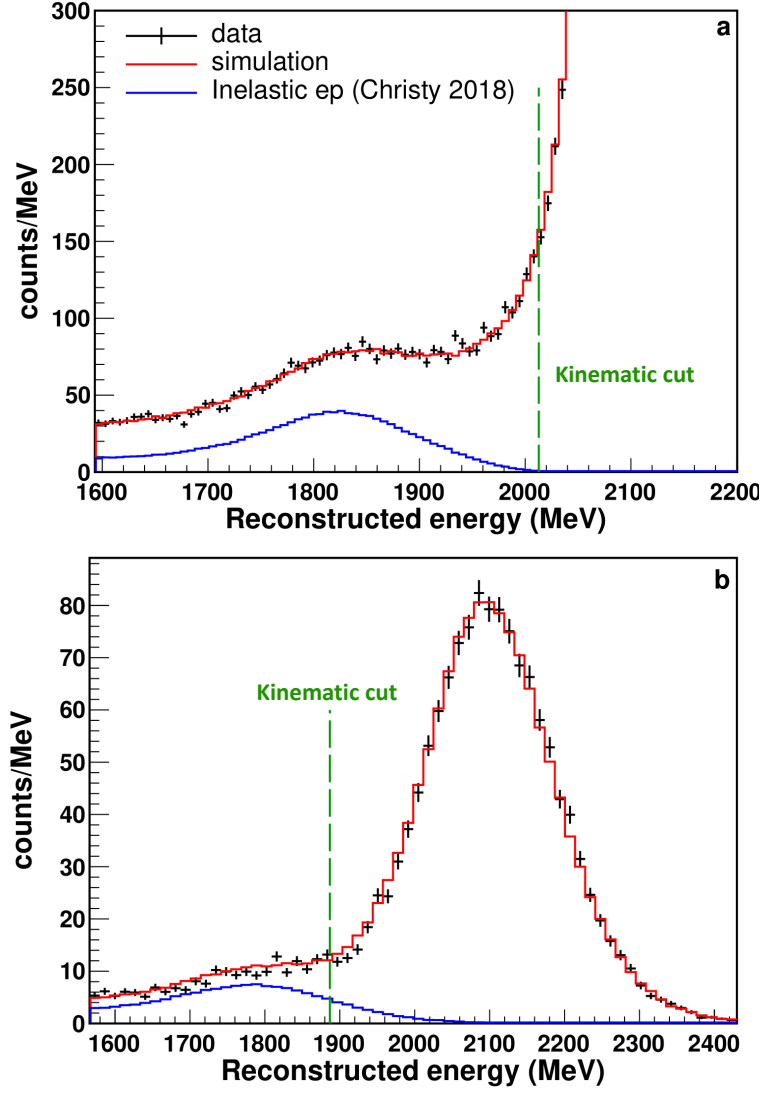 a
data
simulation
Inelastic ep (Christy 2018)
300
250
200
150
100
50
0
counts/MeV
Kinematic cut
1600 1700 1800 1900 2000 2100 2200
Reconstructed energy (MeV)
b
80
70
60
50
40
30
20
10
0
counts/MeV
Kinematic cut
1600 1700 1800 1900 2000 2100 2200 2300 2400
Reconstructed energy (MeV)